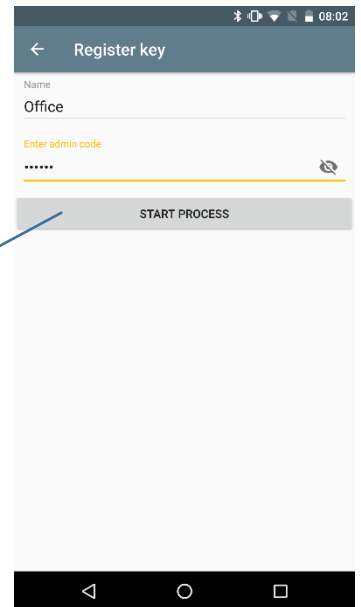 08:02
Register key
Name
Office
Enter admin code
••••••
START PROCESS